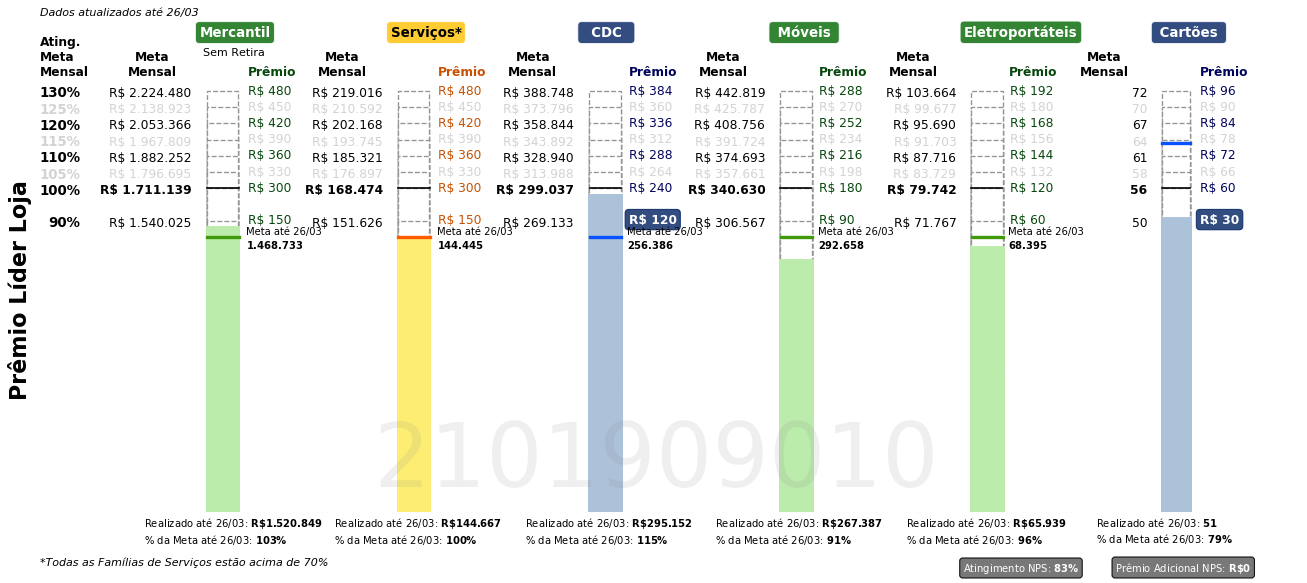 Dados atualizados até 26/03
Mercantil Serviços* CDC Móveis Eletroportáteis Cartões
Sem Retira
Ating. Meta Mensal Meta Mensal Prêmio Meta Mensal Prêmio Meta Mensal Prêmio Meta Mensal Prêmio Meta Mensal Prêmio Meta Mensal Prêmio
130% R$ 2.224.480 R$ 480 R$ 219.016 R$ 480 R$ 388.748 R$ 384 R$ 442.819 R$ 288 R$ 103.664 R$ 192 72 R$ 96
125% R$ 2.138.923 R$ 450 R$ 210.592 R$ 450 R$ 373.796 R$ 360 R$ 425.787 R$ 270 R$ 99.677 R$ 180 70 R$ 90
120% R$ 2.053.366 R$ 420 R$ 202.168 R$ 420 R$ 358.844 R$ 336 R$ 408.756 R$ 252 R$ 95.690 R$ 168 67 R$ 84
115% R$ 1.967.809 R$ 390 R$ 193.745 R$ 390 R$ 343.892 R$ 312 R$ 391.724 R$ 234 R$ 91.703 R$ 156 64 R$ 78
110% R$ 1.882.252 R$ 360 R$ 185.321 R$ 360 R$ 328.940 R$ 288 R$ 374.693 R$ 216 R$ 87.716 R$ 144 61 R$ 72
105% R$ 1.796.695 R$ 330 R$ 176.897 R$ 330 R$ 313.988 R$ 264 R$ 357.661 R$ 198 R$ 83.729 R$ 132 58 R$ 66
100% R$ 1.711.139 R$ 300 R$ 168.474 R$ 300 R$ 299.037 R$ 240 R$ 340.630 R$ 180 R$ 79.742 R$ 120 56 R$ 60
90% R$ 1.540.025 R$ 150 R$ 151.626 R$ 150 R$ 269.133 R$ 120 R$ 306.567 R$ 90 R$ 71.767 R$ 60 50 R$ 30
Meta até 26/03 Meta até 26/03 Meta até 26/03 Meta até 26/03 Meta até 26/03
1.468.733 144.445 256.386 292.658 68.395
Prêmio Líder Loja
2101909010
Realizado até 26/03: R$1.520.849 Realizado até 26/03: R$144.667 Realizado até 26/03: R$295.152 Realizado até 26/03: R$267.387 Realizado até 26/03: R$65.939 Realizado até 26/03: 51
% da Meta até 26/03: 103% % da Meta até 26/03: 100% % da Meta até 26/03: 115% % da Meta até 26/03: 91% % da Meta até 26/03: 96% % da Meta até 26/03: 79%
*Todas as Famílias de Serviços estão acima de 70%
Atingimento NPS: 83% Prêmio Adicional NPS: R$0